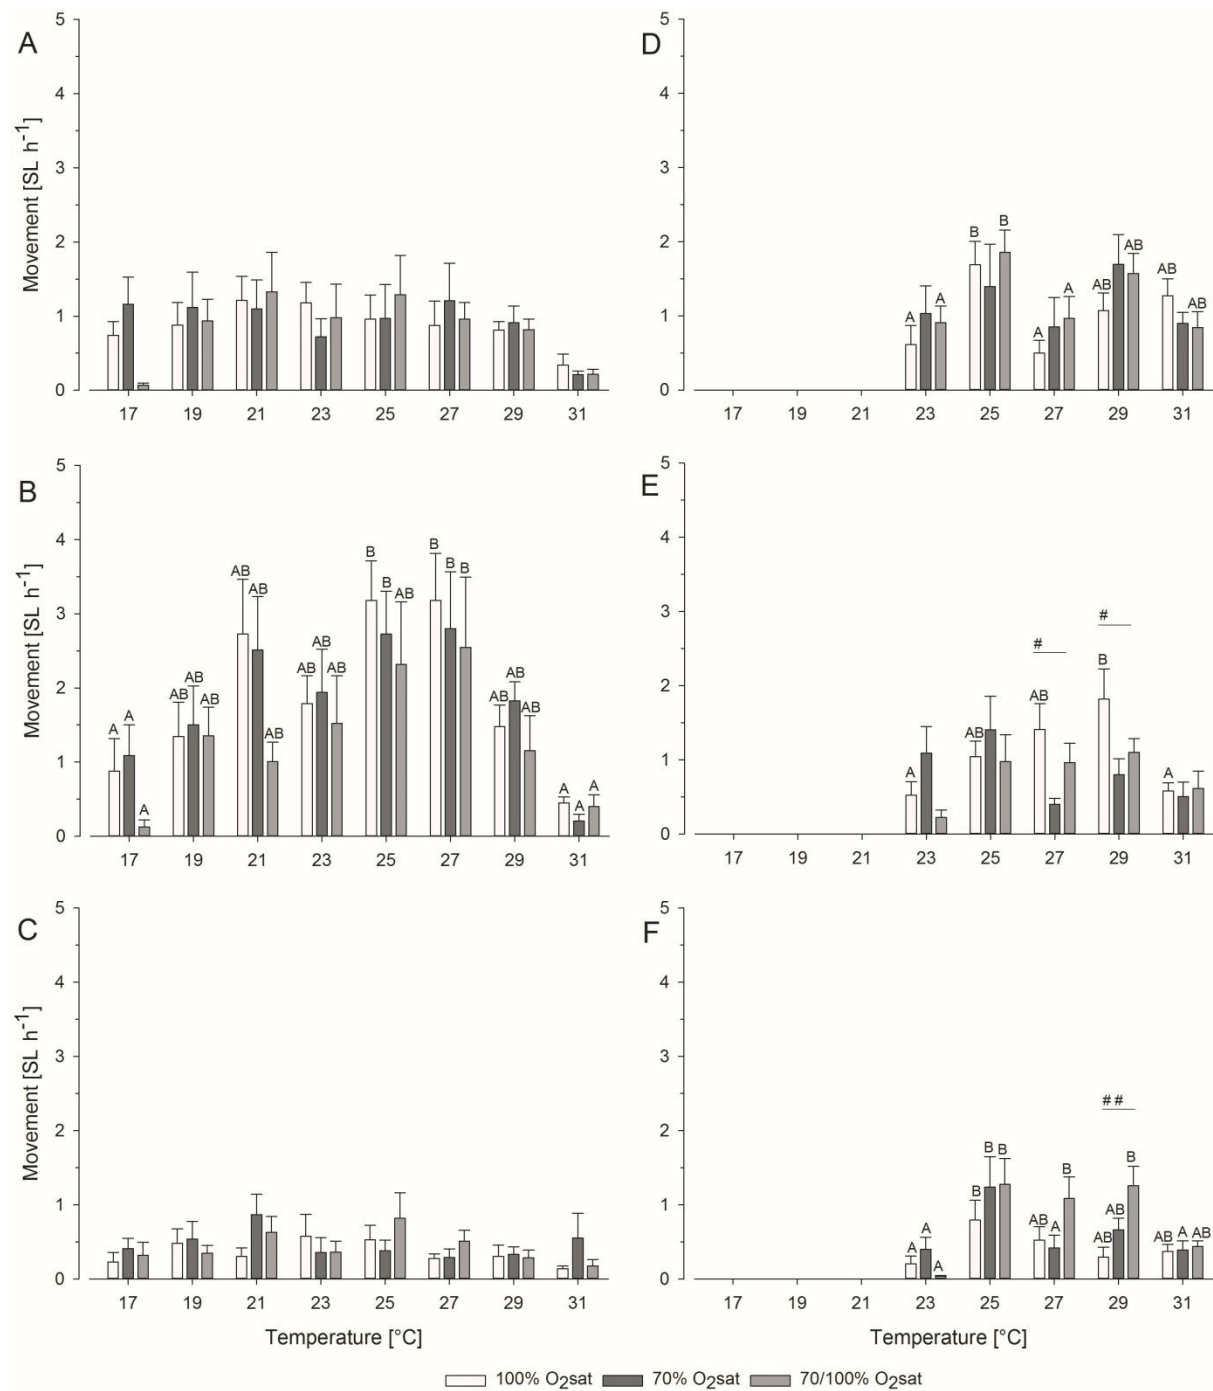 A
5
4
3
2
1
0
Movement [SL h-1]
17 19 21 23 25 27 29 31
D
5
4
3
2
1
0
A A B B A A AB AB AB AB
17 19 21 23 25 27 29 31
B
5
4
3
2
1
0
Movement [SL h-1]
A A A AB AB AB AB AB AB AB AB AB B B AB B B B AB AB AB A A A
17 19 21 23 25 27 29 31
E
5
4
3
2
1
0
# #
A AB AB B A
17 19 21 23 25 27 29 31
C
5
4
3
2
1
0
Movement [SL h-1]
17 19 21 23 25 27 29 31
Temperature [°C]
F
5
4
3
2
1
0
##
A A A B B B AB A B AB AB B AB A AB
17 19 21 23 25 27 29 31
Temperature [°C]
100% O2sat 70% O2sat 70/100% O2sat